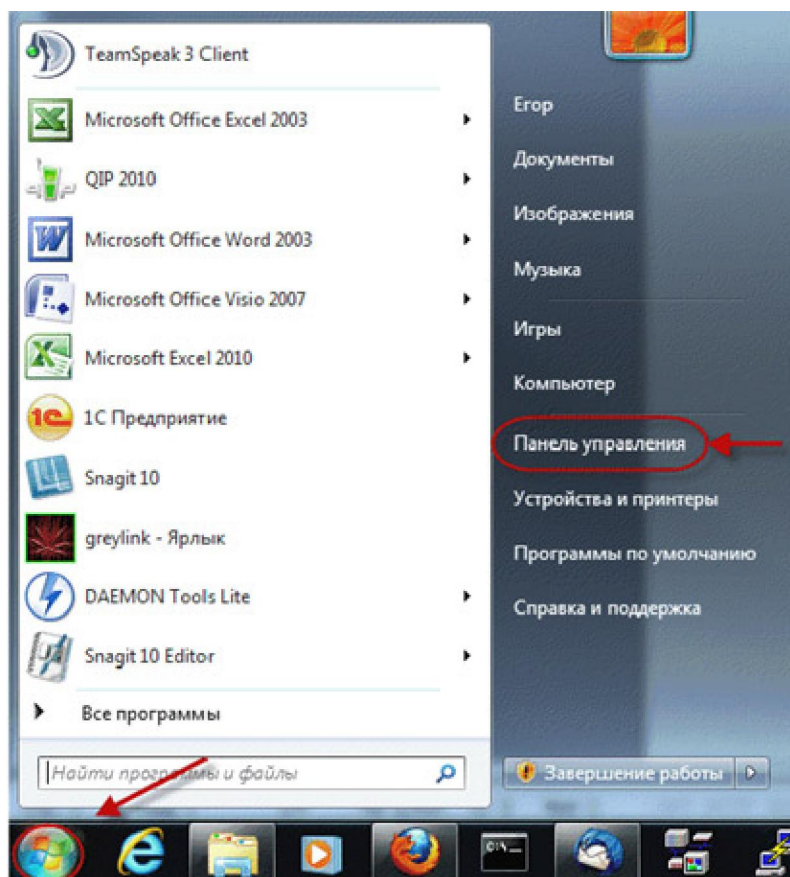 TeamSpeak 3 Client
Microsoft Office Excel 2003
QIP 2010
Microsoft Office Word 2003
Microsoft Office Visio 2007
Microsoft Excel 2010
1С Предприятие
Snagit 10
greylink - Ярлык
DAEMON Tools Lite
Snagit 10 Editor
Все программы
Найти программы и файлы
Егор
Документы
Изображения
Музыка
Игры
Компьютер
Панель управления
Устройства и принтеры
Программы по умолчанию
Справка и поддержка
Завершение работы
C:\_